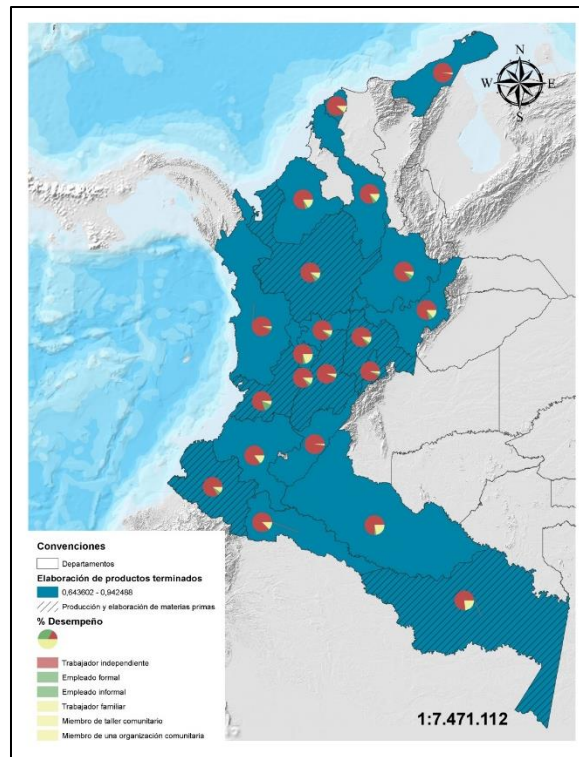 N
W E
S
Convenciones
Departamentos
Elaboración de productos terminados
0,643602 - 0,942488
Producción y elaboración de materias primas
% Desempeño
Trabajador independiente
Empleado formal
Empleado informal
Trabajador familiar
Miembro de taller comunitario
Miembro de una organización comunitaria
1:7.471.112